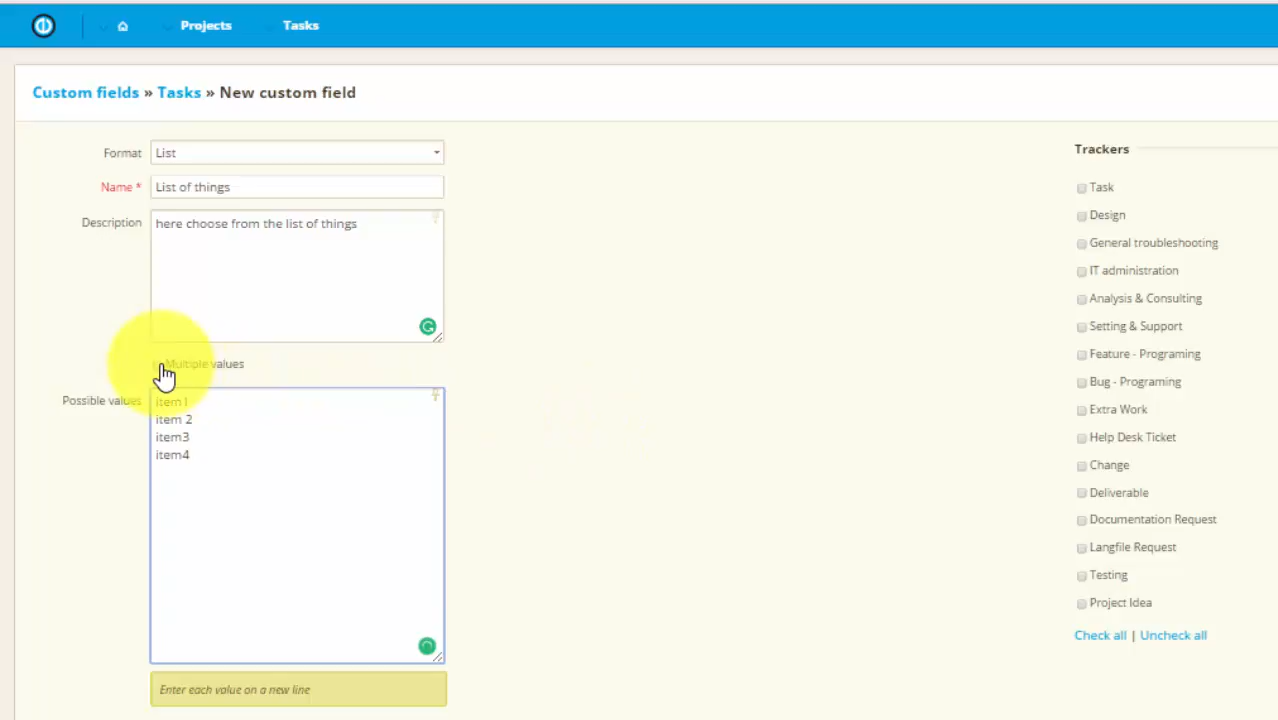 Projects
Tasks
Custom fields » Tasks » New custom field
Format
List
Name *
List of things
Description
here choose from the list of things
Multiple values
Possible values
item1
item 2
item3
item4
Enter each value on a new line
Trackers
Task
Design
General troubleshooting
IT administration
Analysis & Consulting
Setting & Support
Feature - Programing
Bug - Programing
Extra Work
Help Desk Ticket
Change
Deliverable
Documentation Request
Langfile Request
Testing
Project Idea
Check all | Uncheck all